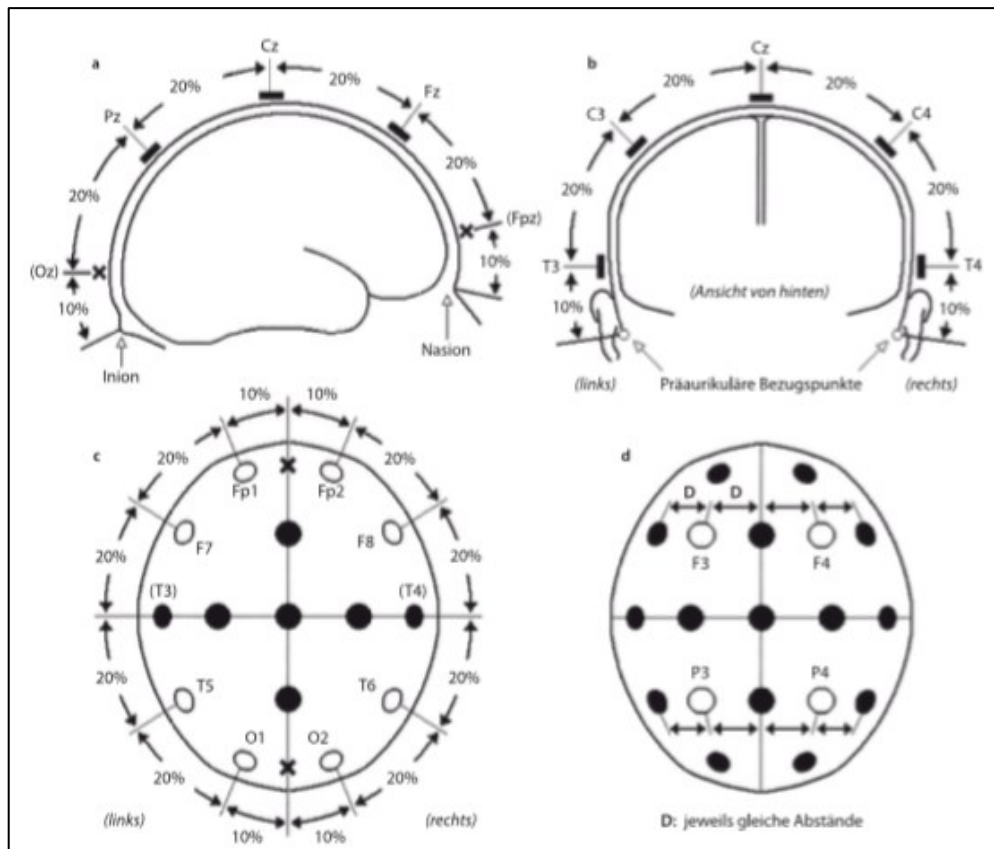 a
Cz
20%
20%
Pz
Fz
20%
20%
(Fpz)
(Oz)
10%
10%
Nasion
Inion
b
Cz
20%
20%
C3
C4
20%
20%
T3
T4
10%
10%
(Ansicht von hinten)
(links)
Präaurikuläre Bezugspunkte
(rechts)
c
10%
10%
20%
20%
Fp1
Fp2
F7
F8
20%
20%
(T3)
(T4)
20%
20%
T5
T6
O1
O2
20%
20%
(links)
(rechts)
10%
10%
d
D
D
F3
F4
P3
P4
D: jeweils gleiche Abstände